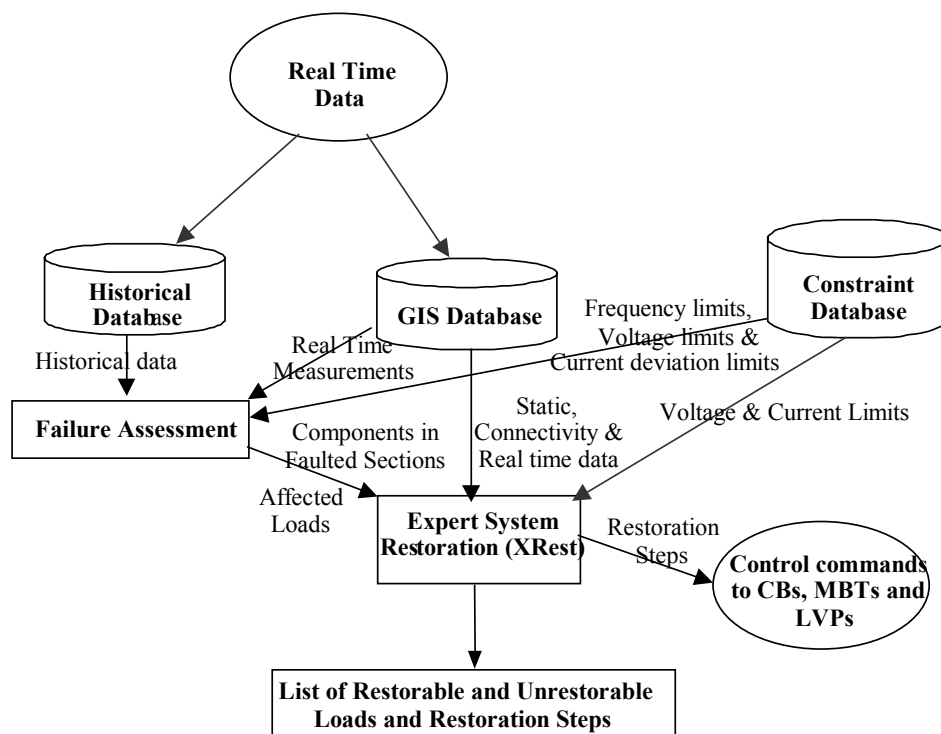 Real Time
Data
Historical
Database
GIS Database
Constraint
Database
Frequency limits,
Voltage limits &
Current deviation limits
Historical data
Real Time
Measurements
Voltage & Current Limits
Failure Assessment
Components in
Faulted Sections
Static,
Connectivity &
Real time data
Affected
Loads
Expert System
Restoration (XRest)
Restoration
Steps
Control commands
to CBs, MBTs and
LVPs
List of Restorable and Unrestorable
Loads and Restoration Steps